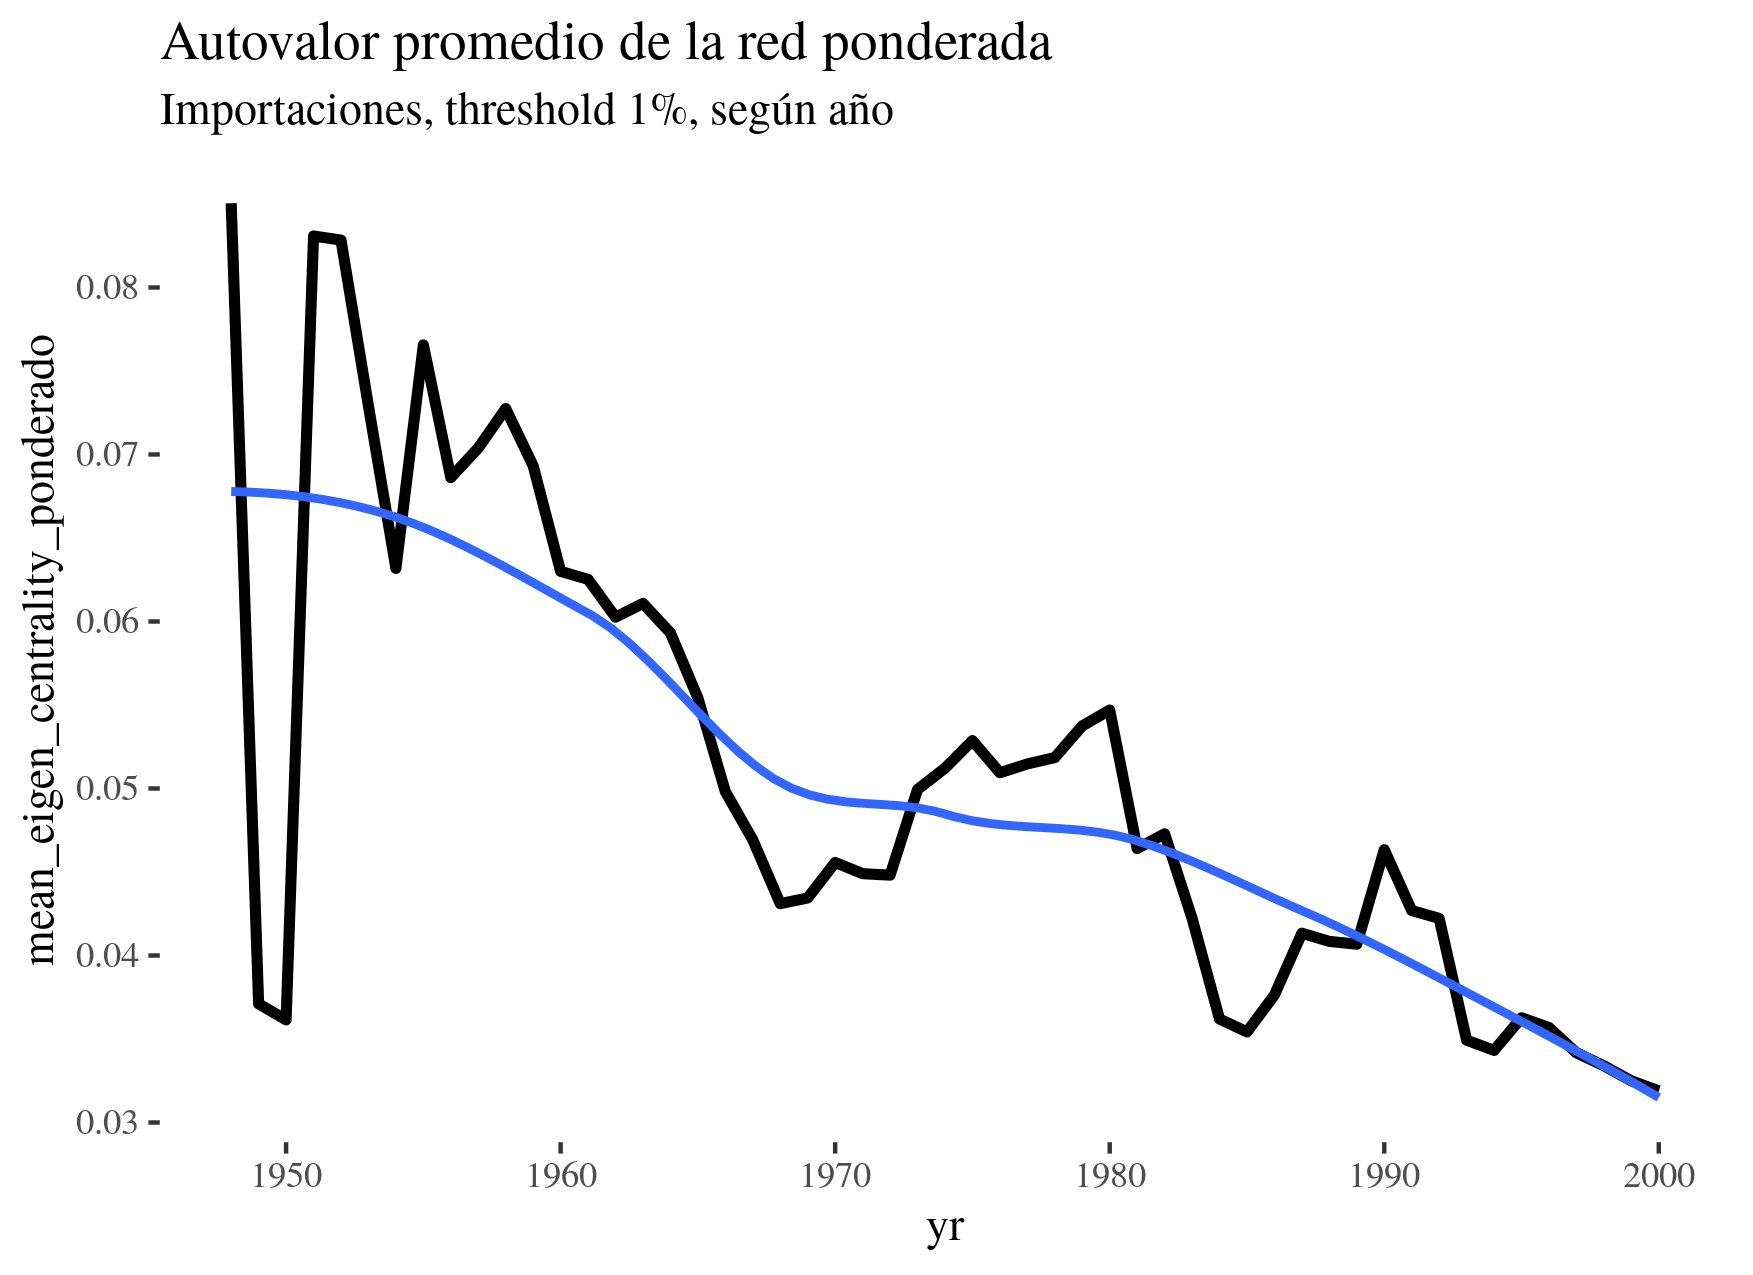 Autovalor promedio de la red ponderada
Importaciones, threshold 1%, según año
mean_eigen_centrality_ponderado
0.08
0.07
0.06
0.05
0.04
0.03
1950 1960 1970 1980 1990 2000
yr